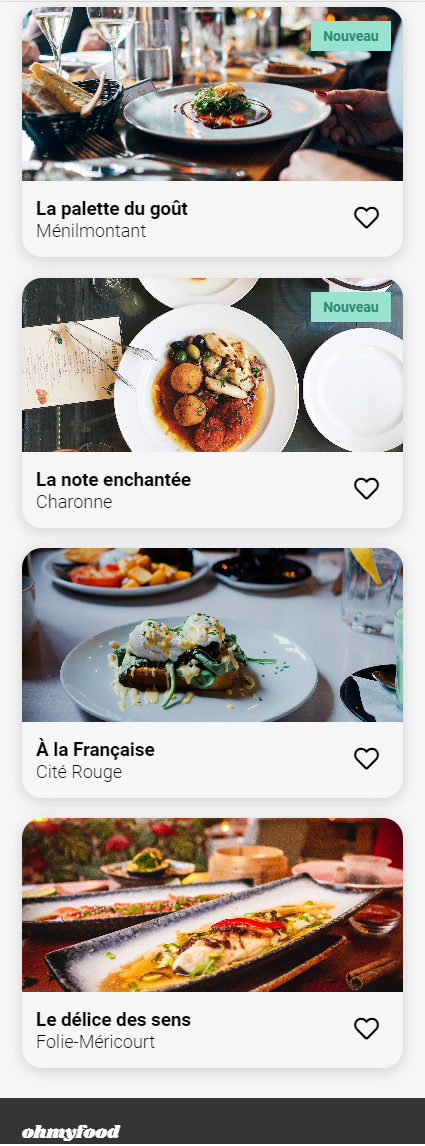 Nouveau
La palette du goût
Ménilmontant
Nouveau
La note enchantée
Charonne
À la Française
Cité Rouge
Le délice des sens
Folie-Méricourt
ohmyfood